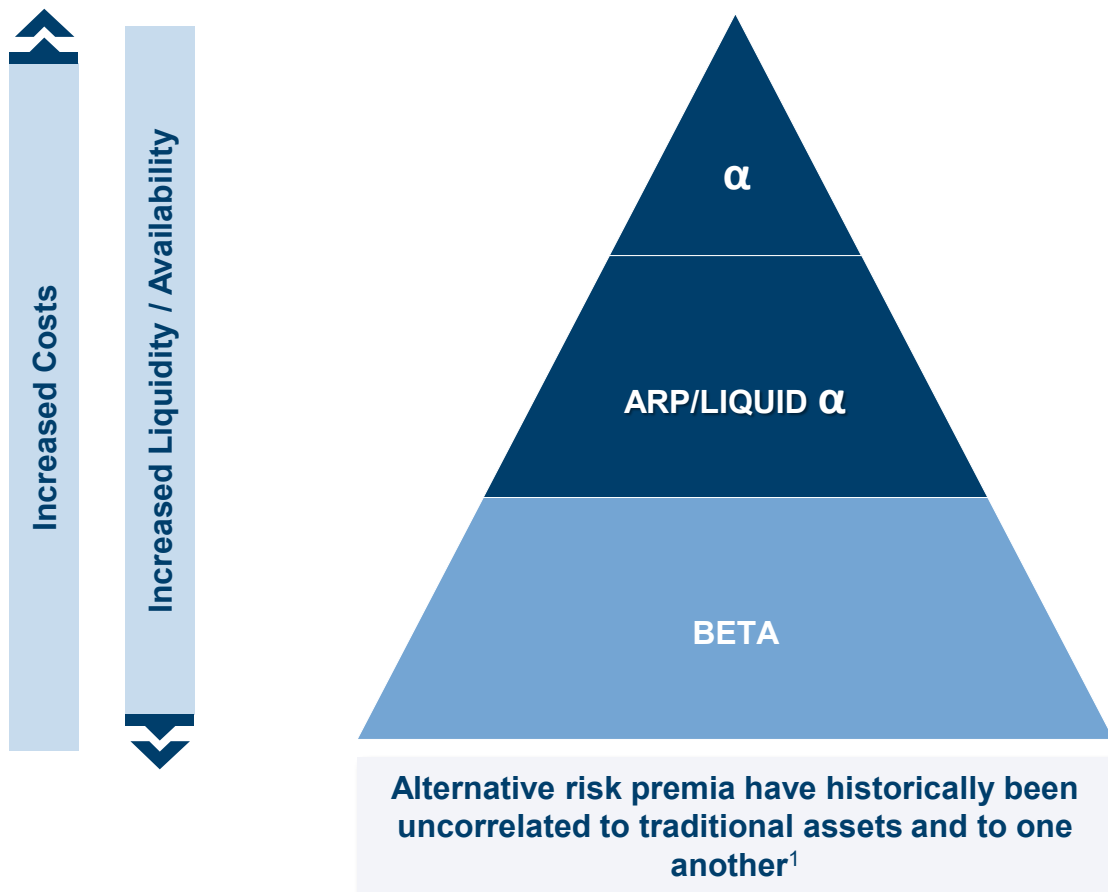 Increased Costs
Increased Liquidity / Availability
α
ARP/LIQUID α
BETA
Alternative risk premia have historically been
uncorrelated to traditional assets and to one
another¹